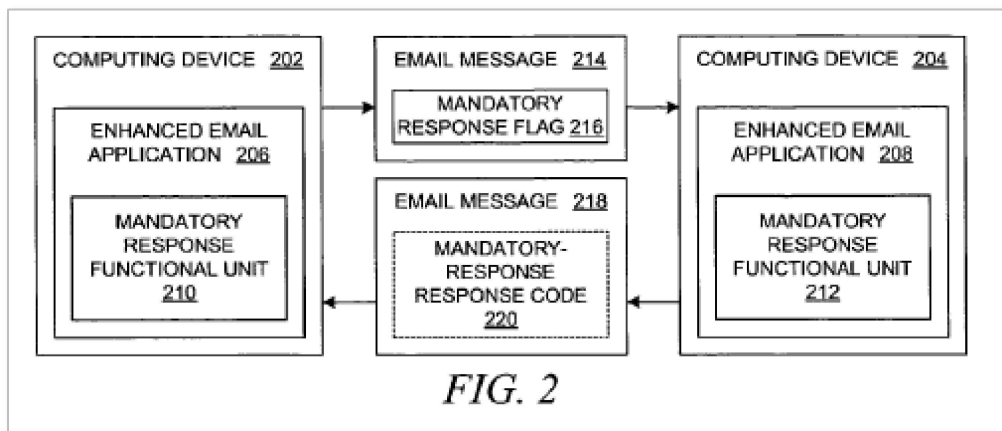 COMPUTING DEVICE 202
ENHANCED EMAIL
APPLICATION 206
MANDATORY
RESPONSE
FUNCTIONAL UNIT
210
EMAIL MESSAGE 214
MANDATORY
RESPONSE FLAG 216
EMAIL MESSAGE 218
MANDATORY-
RESPONSE
RESPONSE CODE
220
COMPUTING DEVICE 204
ENHANCED EMAIL
APPLICATION 208
MANDATORY
RESPONSE
FUNCTIONAL UNIT
212
FIG. 2